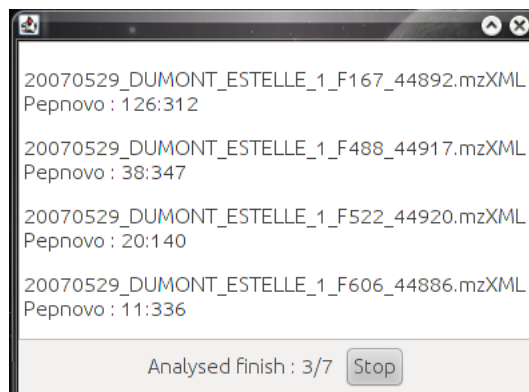 20070529_DUMONT_ESTELLE_1_F167_44892.mzXML
Pepnovo : 126:312
20070529_DUMONT_ESTELLE_1_F488_44917.mzXML
Pepnovo : 38:347
20070529_DUMONT_ESTELLE_1_F522_44920.mzXML
Pepnovo : 20:140
20070529_DUMONT_ESTELLE_1_F606_44886.mzXML
Pepnovo : 11:336
Analysed finish : 3/7 Stop